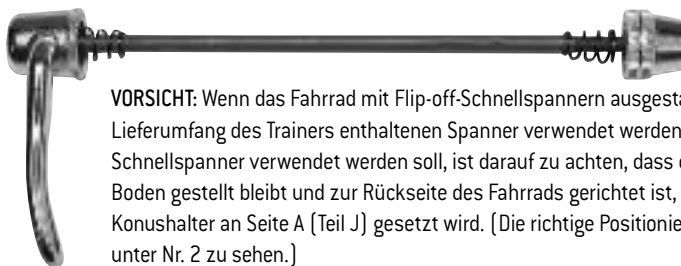 VORSICHT: Wenn das Fahrrad mit Flip-off-Schnellspannern ausgesta
Lieferumfang des Trainers enthaltenen Spanner verwendet werden
Schnellspanner verwendet werden soll, ist darauf zu achten, dass
Boden gestellt bleibt und zur Rückseite des Fahrrads gerichtet ist,
Konushalter an Seite A (Teil J) gesetzt wird. (Die richtige Positionie
unter Nr. 2 zu sehen.)